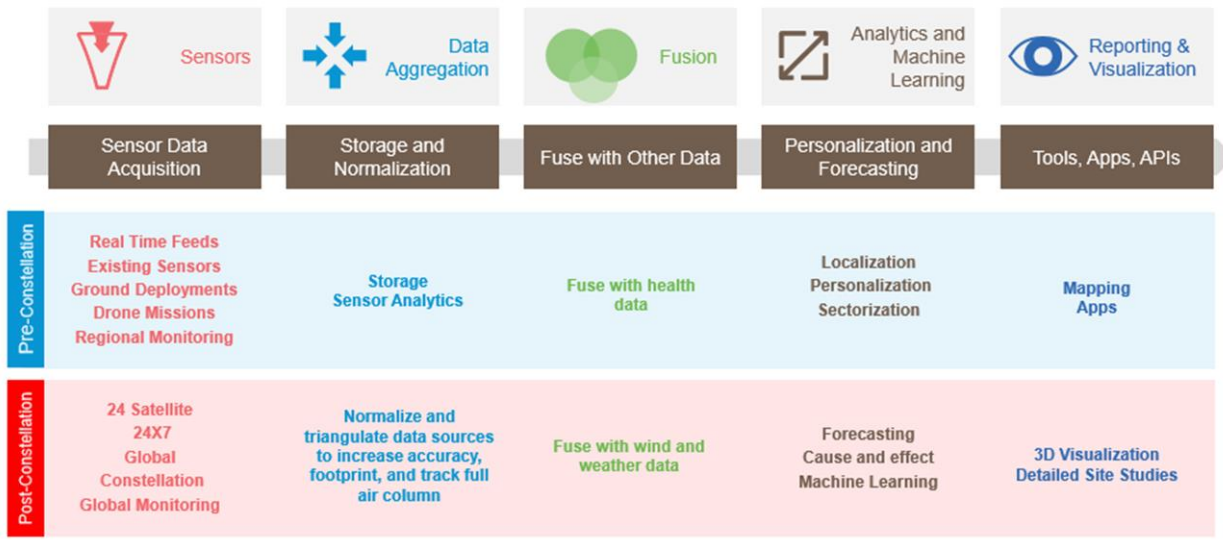 Sensors
Data
Aggregation
Fusion
Analytics and
Machine
Learning
Reporting &
Visualization
Sensor Data
Acquisition
Storage and
Normalization
Fuse with Other Data
Personalization and
Forecasting
Tools, Apps, APIs
Pre-Constellation
Real Time Feeds
Existing Sensors
Ground Deployments
Drone Missions
Regional Monitoring
Storage
Sensor Analytics
Fuse with health
data
Localization
Personalization
Sectorization
Mapping
Apps
Post-Constellation
24 Satellite
24X7
Global
Constellation
Global Monitoring
Normalize and
triangulate data sources
to increase accuracy,
footprint, and track full
air column
Fuse with wind and
weather data
Forecasting
Cause and effect
Machine Learning
3D Visualization
Detailed Site Studies